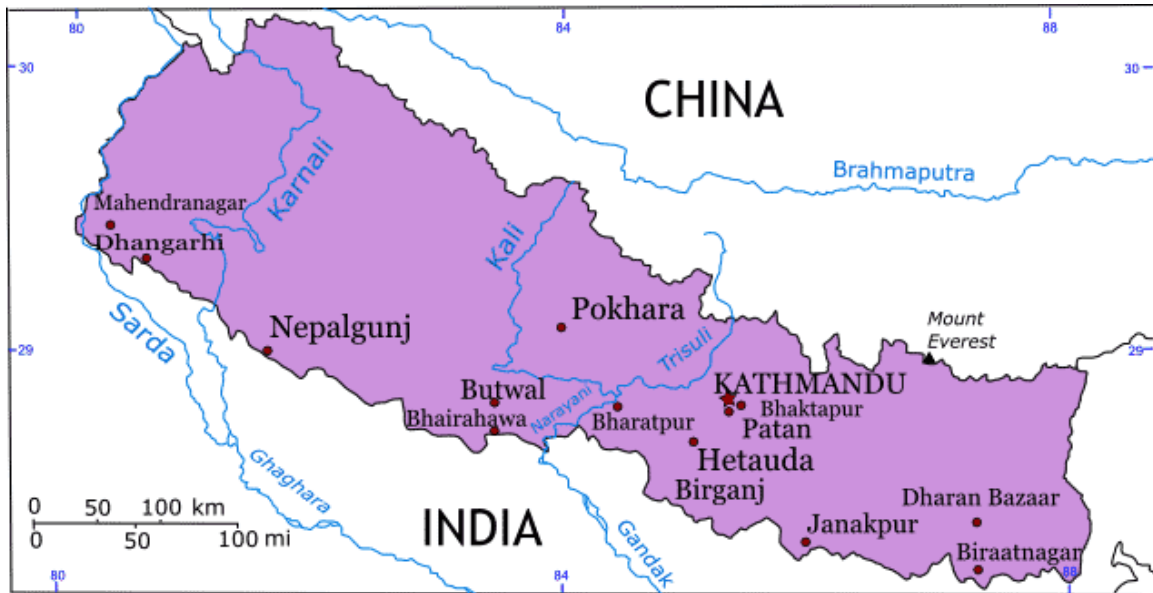 80
84
88
30
30
CHINA
Brahmaputra
Karnali
Mahendranagar
Kali
Dhangarhi
Sarda
Pokhara
Nepalgunj
Trisuli
Mount
Everest
29
29
KATHMANDU
Butwal
Narayani
Bhaktapur
Bhairahawa
Bharatpur
Patan
Hetauda
Ghaghara
Birganj
Dharan Bazaar
0 50 100 km
0 50 100 mi
INDIA
Gandak
Janakpur
Biraatnagar
80
84
88